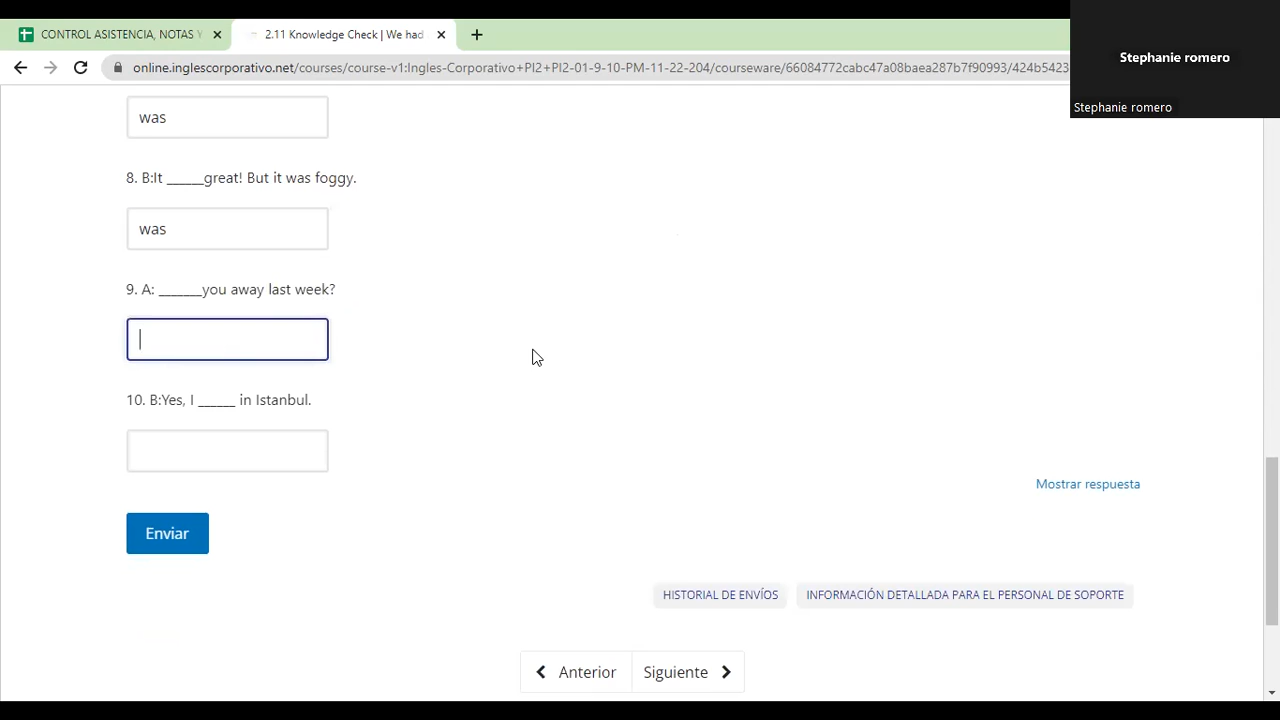 CONTROL ASISTENCIA, NOTAS Y
2.11 Knowledge Check | We had
online.inglescorporativo.net/courses/course-v1:Ingles-Corporativo+PI2+PI2-01-9-10-PM-11-22-204/courseware/66084772cabc47a08baea287b7f90993/424b5423
Stephanie romero
Stephanie romero
was
8. B:It ______great! But it was foggy.
was
9. A: _______you away last week?
10. B:Yes, I ______ in Istanbul.
Mostrar respuesta
Enviar
HISTORIAL DE ENVÍOS
INFORMACIÓN DETALLADA PARA EL PERSONAL DE SOPORTE
Anterior
Siguiente